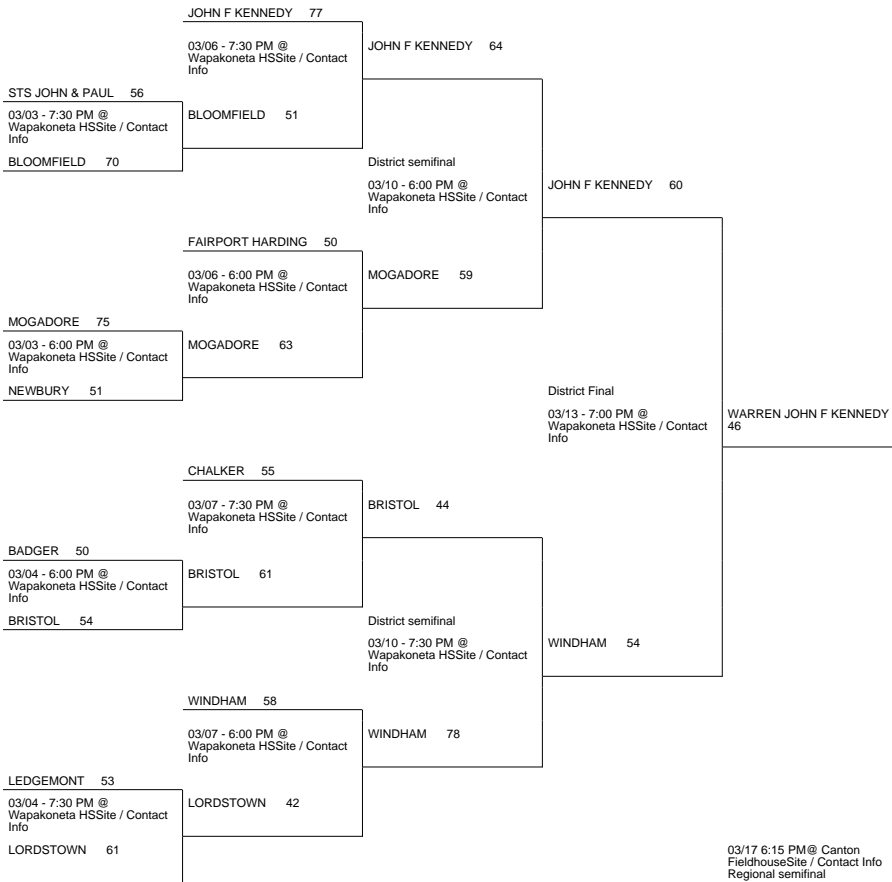 JOHN F KENNEDY 77
03/06 - 7:30 PM @
Wapakoneta HSSite / Contact
Info
JOHN F KENNEDY 64
STS JOHN & PAUL 56
03/03 - 7:30 PM @
Wapakoneta HSSite / Contact
Info
BLOOMFIELD 51
BLOOMFIELD 70
District semifinal
03/10 - 6:00 PM @
Wapakoneta HSSite / Contact
Info
JOHN F KENNEDY 60
FAIRPORT HARDING 50
03/06 - 6:00 PM @
Wapakoneta HSSite / Contact
Info
MOGADORE 59
MOGADORE 75
03/03 - 6:00 PM @
Wapakoneta HSSite / Contact
Info
MOGADORE 63
NEWBURY 51
District Final
03/13 - 7:00 PM @
Wapakoneta HSSite / Contact
Info
WARREN JOHN F KENNEDY
46
CHALKER 55
03/07 - 7:30 PM @
Wapakoneta HSSite / Contact
Info
BRISTOL 44
BADGER 50
03/04 - 6:00 PM @
Wapakoneta HSSite / Contact
Info
BRISTOL 61
BRISTOL 54
District semifinal
03/10 - 7:30 PM @
Wapakoneta HSSite / Contact
Info
WINDHAM 54
WINDHAM 58
03/07 - 6:00 PM @
Wapakoneta HSSite / Contact
Info
WINDHAM 78
LEDGEMONT 53
03/04 - 7:30 PM @
Wapakoneta HSSite / Contact
Info
LORDSTOWN 42
LORDSTOWN 61
03/17 6:15 PM@ Canton
FieldhouseSite / Contact Info
Regional semifinal